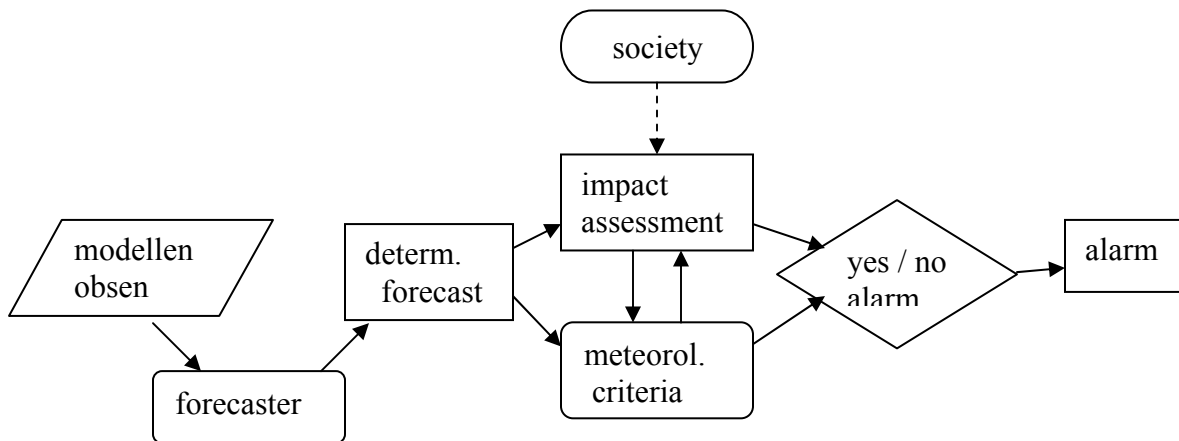 society
impact
assessment
modellen
obsen
determ.
forecast
yes / no
alarm
alarm
meteorol.
criteria
forecaster